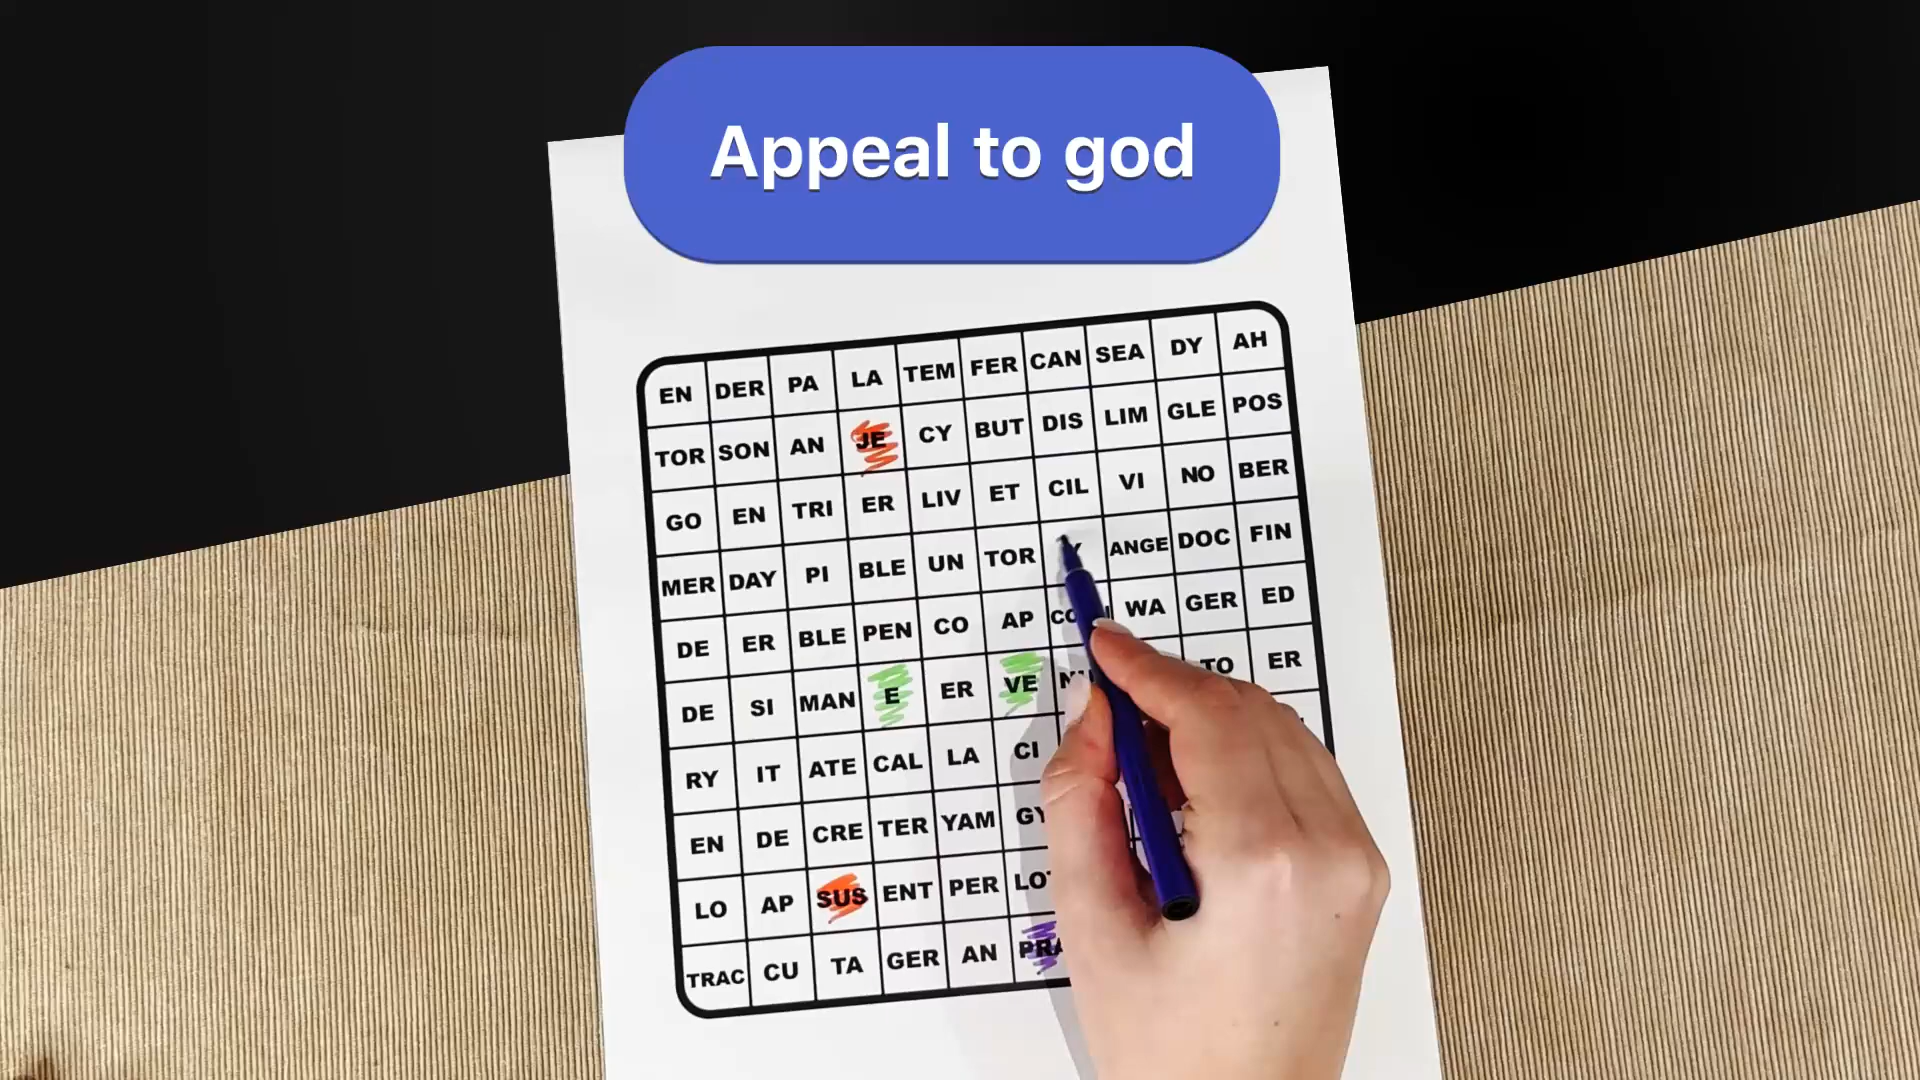 Appeal to god
EN DER PA LA TEM FER CAN SEA DY AH
TOR SON AN JE CY BUT DIS LIM GLE POS
GO EN TRI ER LIV ET CIL VI NO BER
MER DAY PI BLE UN TOR ANGE DOC FIN
DE ER BLE PEN CO AP WA GER ED
DE SI MAN E ER VE TO ER
RY IT ATE CAL LA CI
EN DE CRE TER YAM GY
LO AP SUS ENT PER
TRAC CU TA GER AN